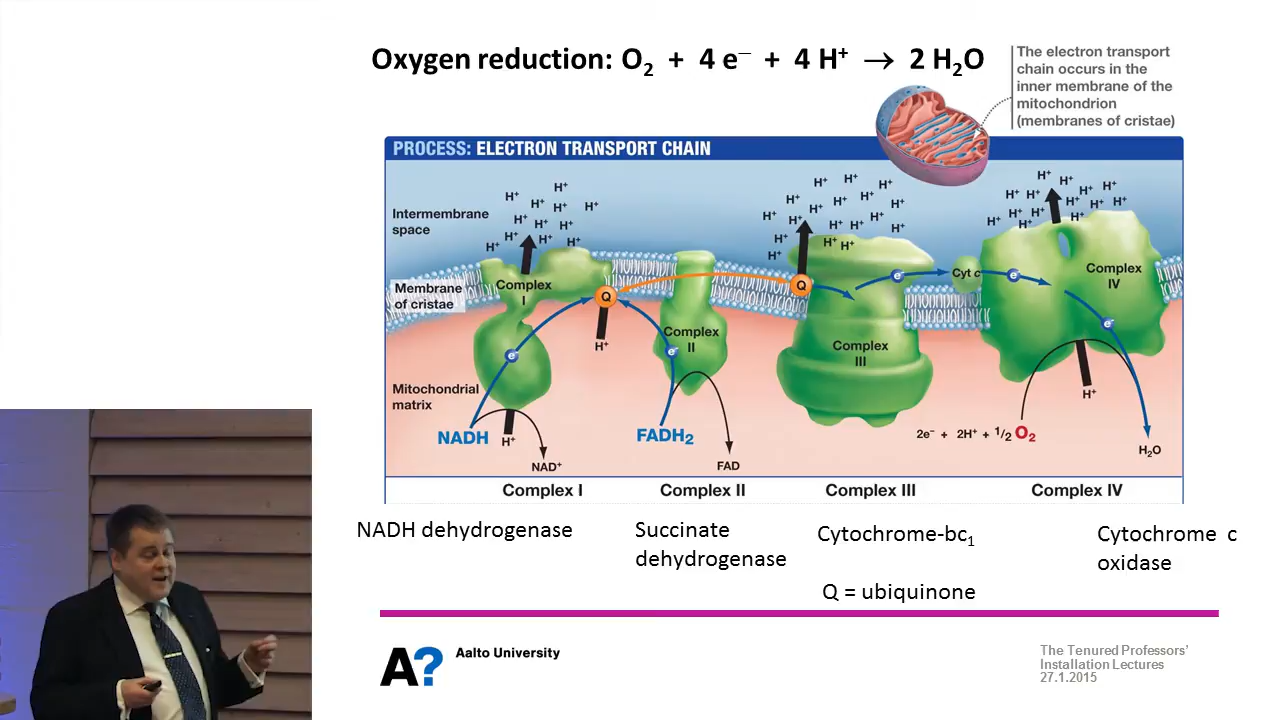 Oxygen reduction: O₂ + 4 e⁻ + 4 H⁺ → 2 H₂O
The electron transport
chain occurs in the
inner membrane of the
mitochondrion
(membranes of cristae)
PROCESS: ELECTRON TRANSPORT CHAIN
Intermembrane
space
H⁺ H⁺ H⁺ H⁺ H⁺ H⁺ H⁺ H⁺ H⁺ H⁺ H⁺ H⁺
H⁺ H⁺ H⁺ H⁺ H⁺ H⁺ H⁺ H⁺ H⁺ H⁺ H⁺ H⁺ H⁺ H⁺ H⁺
H⁺ H⁺ H⁺ H⁺ H⁺ H⁺ H⁺ H⁺ H⁺ H⁺ H⁺
Membrane
of cristae
Complex
I
Q
e⁻
H⁺
Complex
II
e⁻
Q
Complex
III
e⁻
Cyt c
e⁻
Complex
IV
e⁻
H⁺
Mitochondrial
matrix
NADH
H⁺
NAD⁺
FADH₂
FAD
2e⁻ + 2H⁺ + 1/2 O₂
H₂O
Complex I
Complex II
Complex III
Complex IV
NADH dehydrogenase
Succinate
dehydrogenase
Cytochrome-bc₁
Cytochrome c
oxidase
Q = ubiquinone
A?
Aalto University
The Tenured Professors'
Installation Lectures
27.1.2015